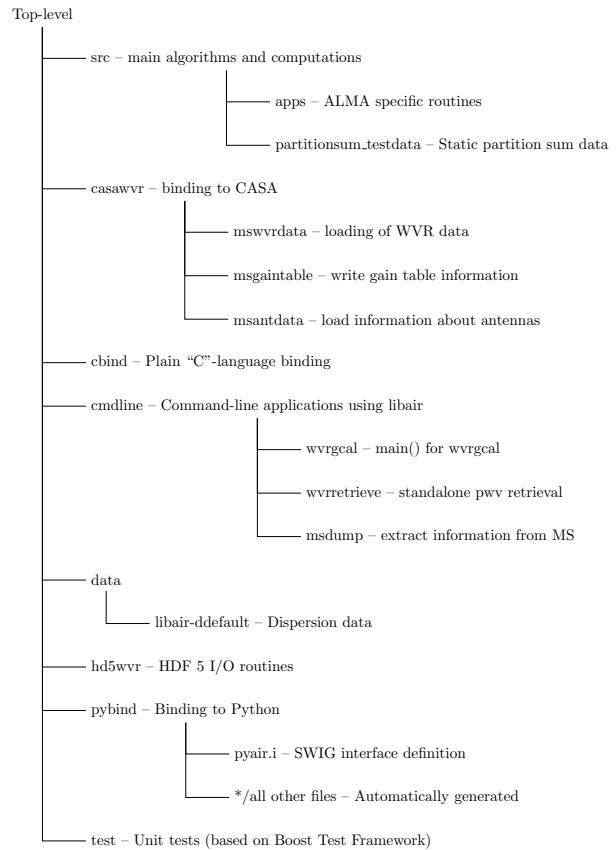 Top-level
src – main algorithms and computations
apps – ALMA specific routines
partitionsum_testdata – Static partition sum data
casawvr – binding to CASA
mswvrdata – loading of WVR data
msgaintable – write gain table information
msantdata – load information about antennas
cbind – Plain “C”-language binding
cmdline – Command-line applications using libair
wvrgcal – main() for wvrgcal
wvrretrieve – standalone pwv retrieval
msdump – extract information from MS
data
libair-ddefault – Dispersion data
hd5wvr – HDF 5 I/O routines
pybind – Binding to Python
pyair.i – SWIG interface definition
*/all other files – Automatically generated
test – Unit tests (based on Boost Test Framework)